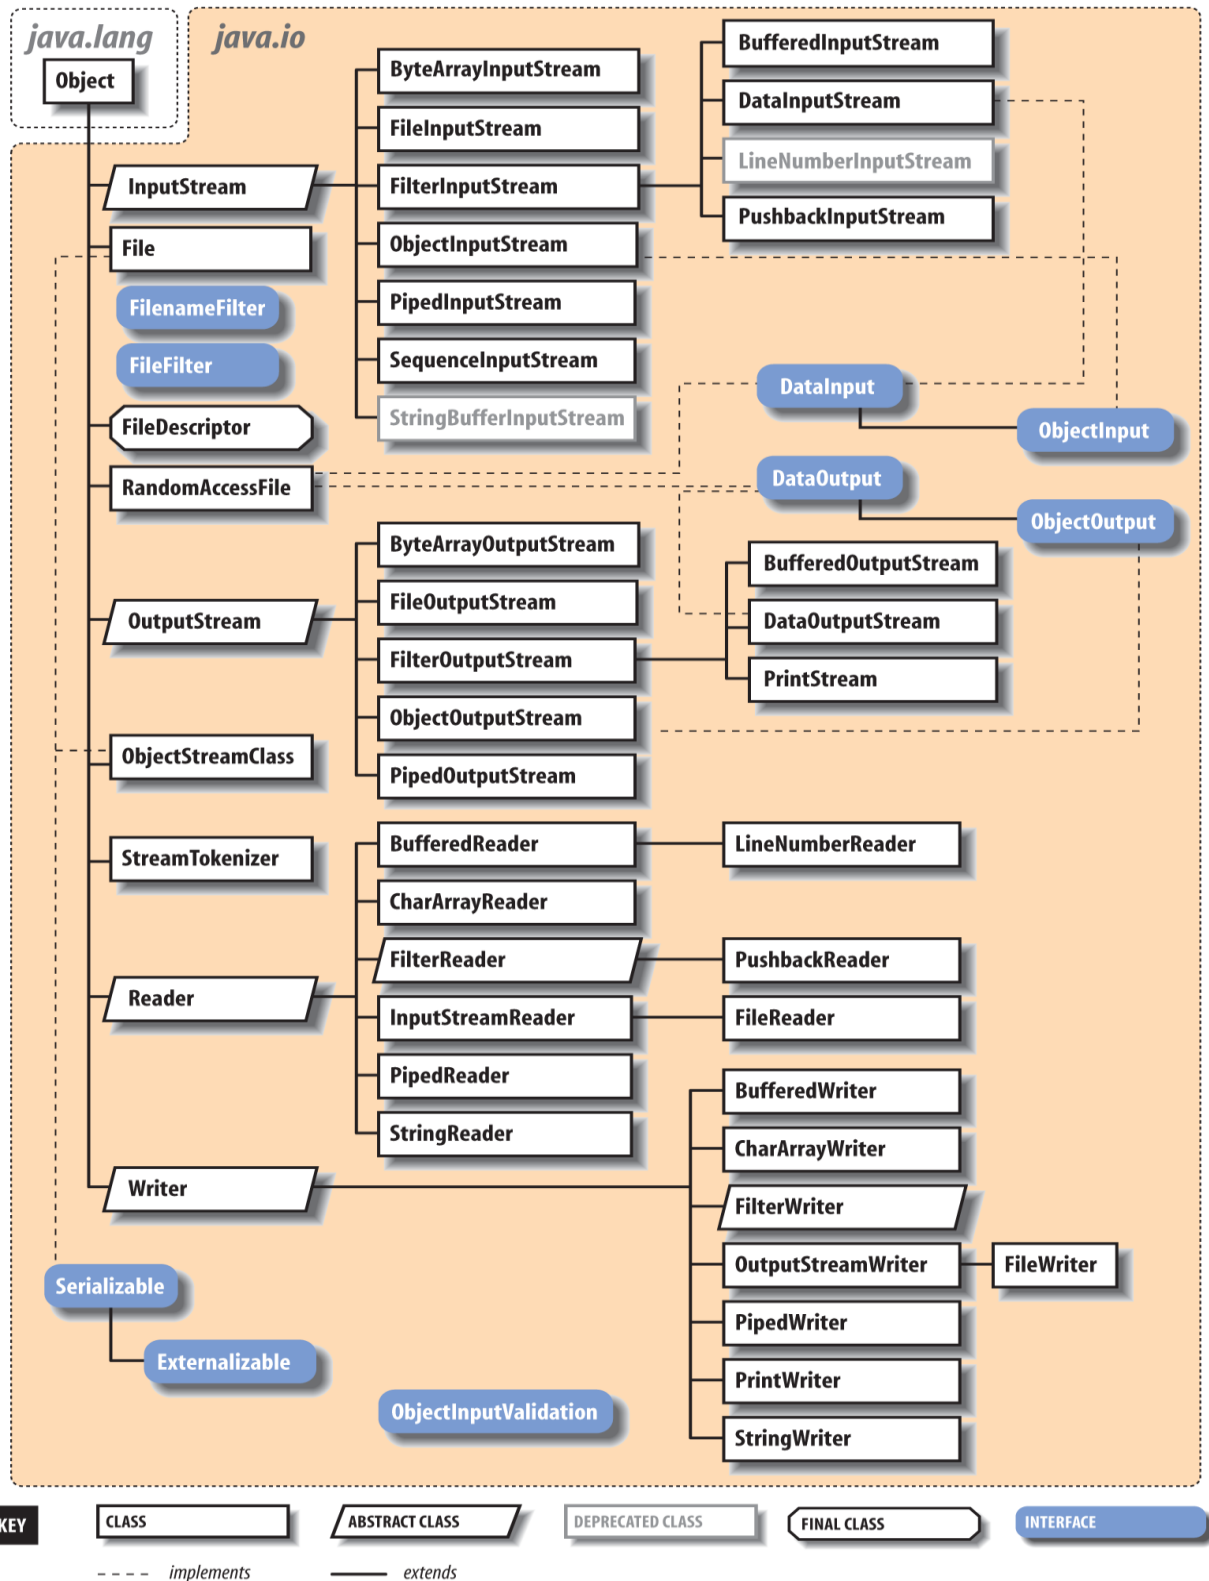 java.lang
java.io
Object
InputStream
File
FilenameFilter
FileFilter
FileDescriptor
RandomAccessFile
OutputStream
ObjectStreamClass
StreamTokenizer
Reader
Writer
Serializable
Externalizable
ByteArrayInputStream
FileInputStream
FilterInputStream
ObjectInputStream
PipedInputStream
SequenceInputStream
StringBufferInputStream
BufferedInputStream
DataInputStream
LineNumberInputStream
PushbackInputStream
DataInput
ObjectInput
DataOutput
ObjectOutput
ByteArrayOutputStream
FileOutputStream
FilterOutputStream
ObjectOutputStream
PipedOutputStream
BufferedOutputStream
DataOutputStream
PrintStream
BufferedReader
CharArrayReader
FilterReader
InputStreamReader
PipedReader
StringReader
LineNumberReader
PushbackReader
FileReader
BufferedWriter
CharArrayWriter
FilterWriter
OutputStreamWriter
FileWriter
PipedWriter
PrintWriter
StringWriter
ObjectInputValidation
KEY
CLASS
ABSTRACT CLASS
DEPRECATED CLASS
FINAL CLASS
INTERFACE
implements
extends